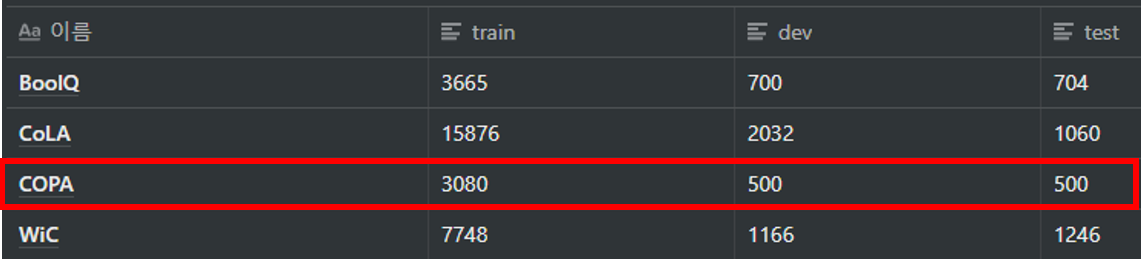 Aa 이름 train dev test
BoolQ 3665 700 704
CoLA 15876 2032 1060
COPA 3080 500 500
WiC 7748 1166 1246